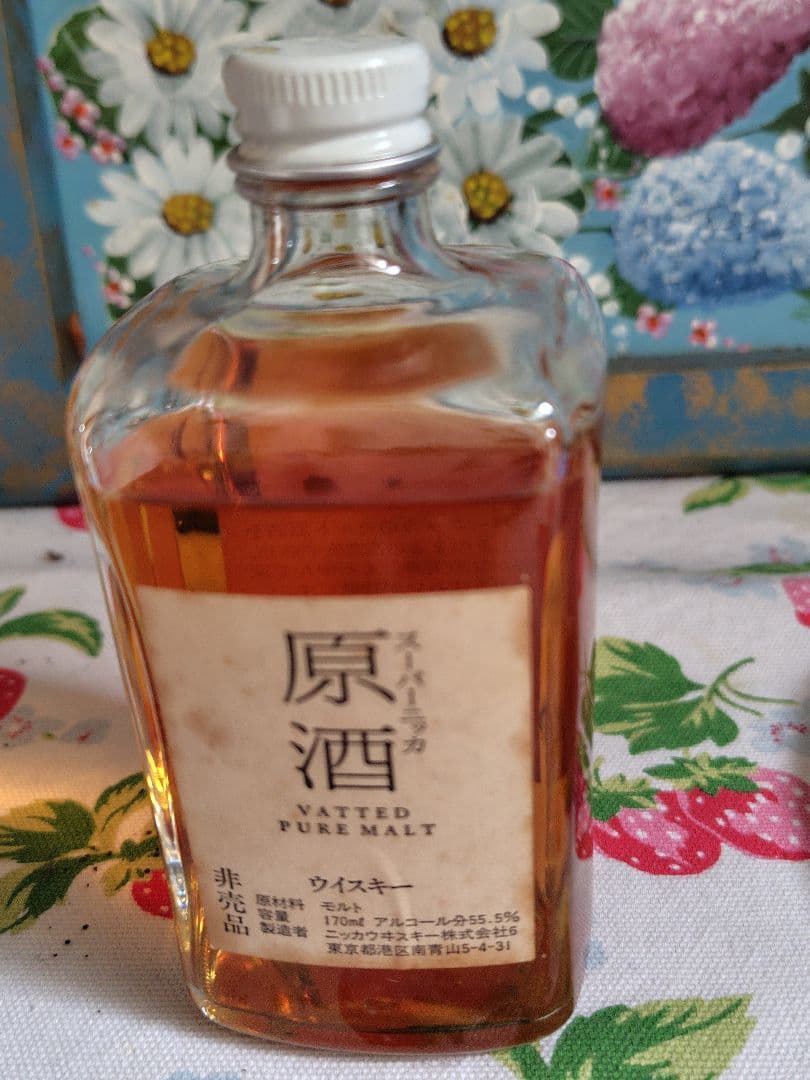 スーパーニッカ
原酒
VATTED
PURE MALT
ウイスキー
非売品
原材料 モルト
容量 170㎖ アルコール分55.5%
製造者 ニッカウヰスキー株式会社6
東京都港区南青山5-4-31